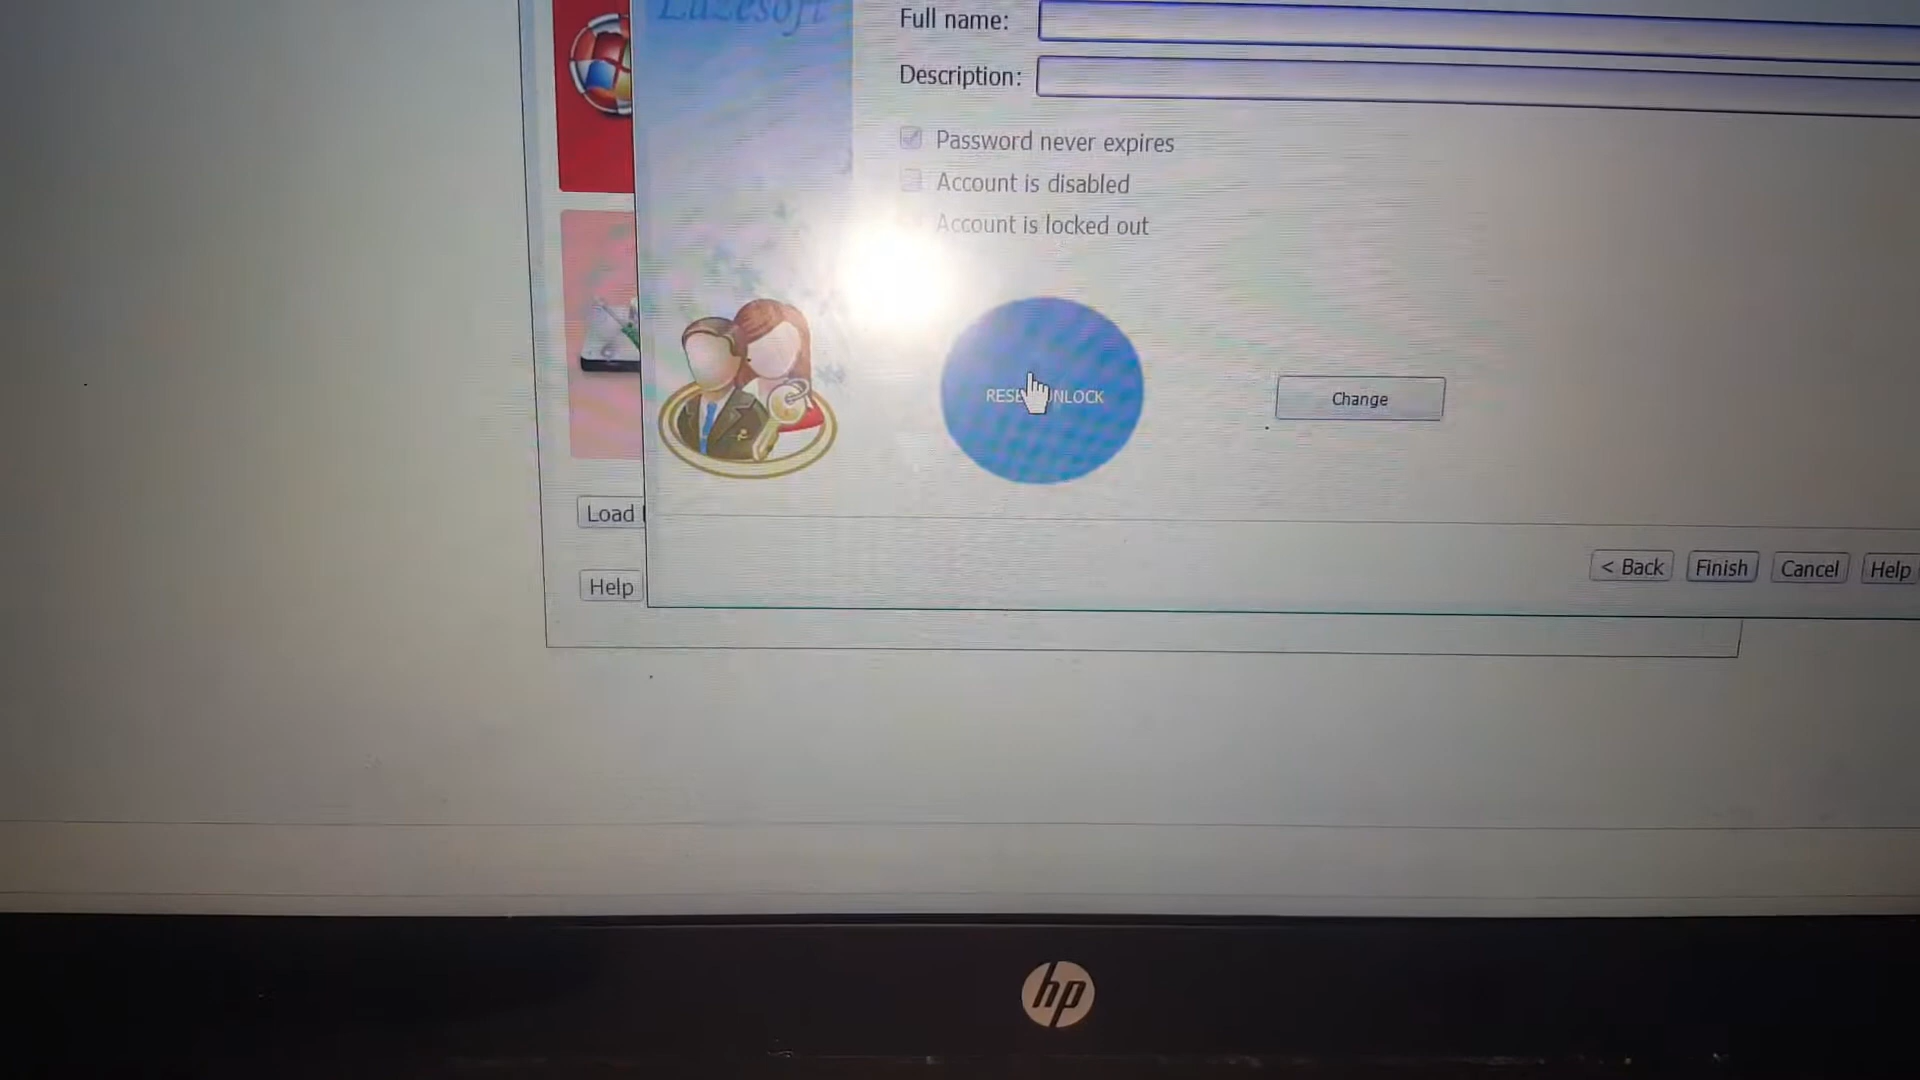 Lazesoft
Full name:
Description:
Password never expires
Account is disabled
Account is locked out
Change
Load
< Back
Finish
Cancel
Help
Help
hp